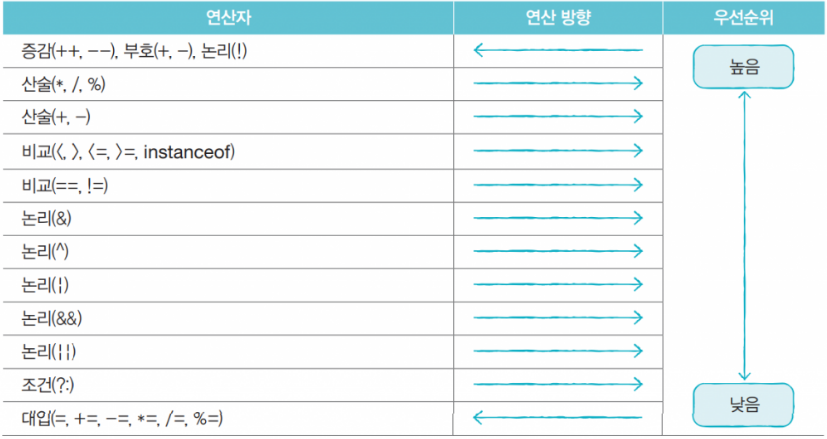 연산자 연산 방향 우선순위
증감(++, --), 부호(+, -), 논리(!) 높음
산술(*, /, %)
산술(+, -)
비교(<, >, <=, >=, instanceof)
비교(==, !=)
논리(&)
논리(^)
논리(¦)
논리(&&)
논리(¦¦)
조건(?:)
대입(=, +=, -=, *=, /=, %=) 낮음